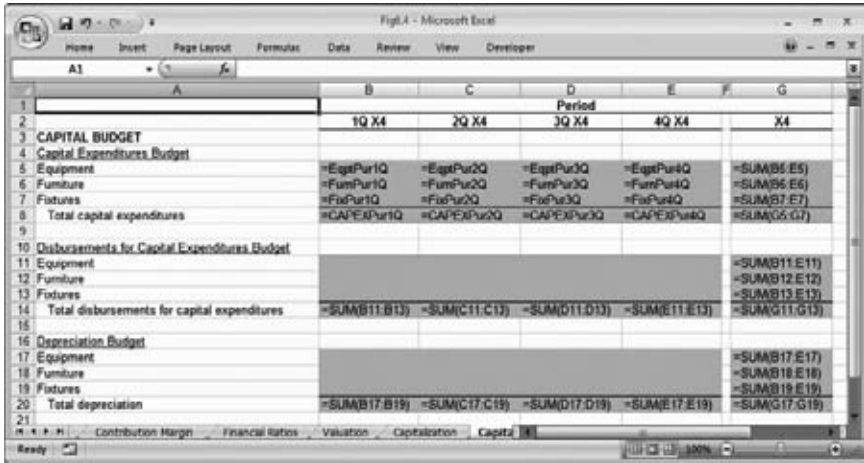 Fig8.4 - Microsoft Excel
Home Insert Page Layout Formulas Data Review View Developer
A1 fx
A B C D E F G
1 Period
2 1Q X4 2Q X4 3Q X4 4Q X4 X4
3 CAPITAL BUDGET
4 Capital Expenditures Budget
5 Equipment =EqptPur1Q =EqptPur2Q =EqptPur3Q =EqptPur4Q =SUM(B5:E5)
6 Furniture =FurnPur1Q =FurnPur2Q =FurnPur3Q =FurnPur4Q =SUM(B6:E6)
7 Fixtures =FixPur1Q =FixPur2Q =FixPur3Q =FixPur4Q =SUM(B7:E7)
8 Total capital expenditures =CAPEXPur1Q =CAPEXPur2Q =CAPEXPur3Q =CAPEXPur4Q =SUM(G5:G7)
9
10 Disbursements for Capital Expenditures Budget
11 Equipment =SUM(B11:E11)
12 Furniture =SUM(B12:E12)
13 Fixtures =SUM(B13:E13)
14 Total disbursements for capital expenditures =SUM(B11:B13) =SUM(C11:C13) =SUM(D11:D13) =SUM(E11:E13) =SUM(G11:G13)
15
16 Depreciation Budget
17 Equipment =SUM(B17:E17)
18 Furniture =SUM(B18:E18)
19 Fixtures =SUM(B19:E19)
20 Total depreciation =SUM(B17:B19) =SUM(C17:C19) =SUM(D17:D19) =SUM(E17:E19) =SUM(G17:G19)
21
Contribution Margin Financial Ratios Valuation Capitalization Capita
Ready 100%